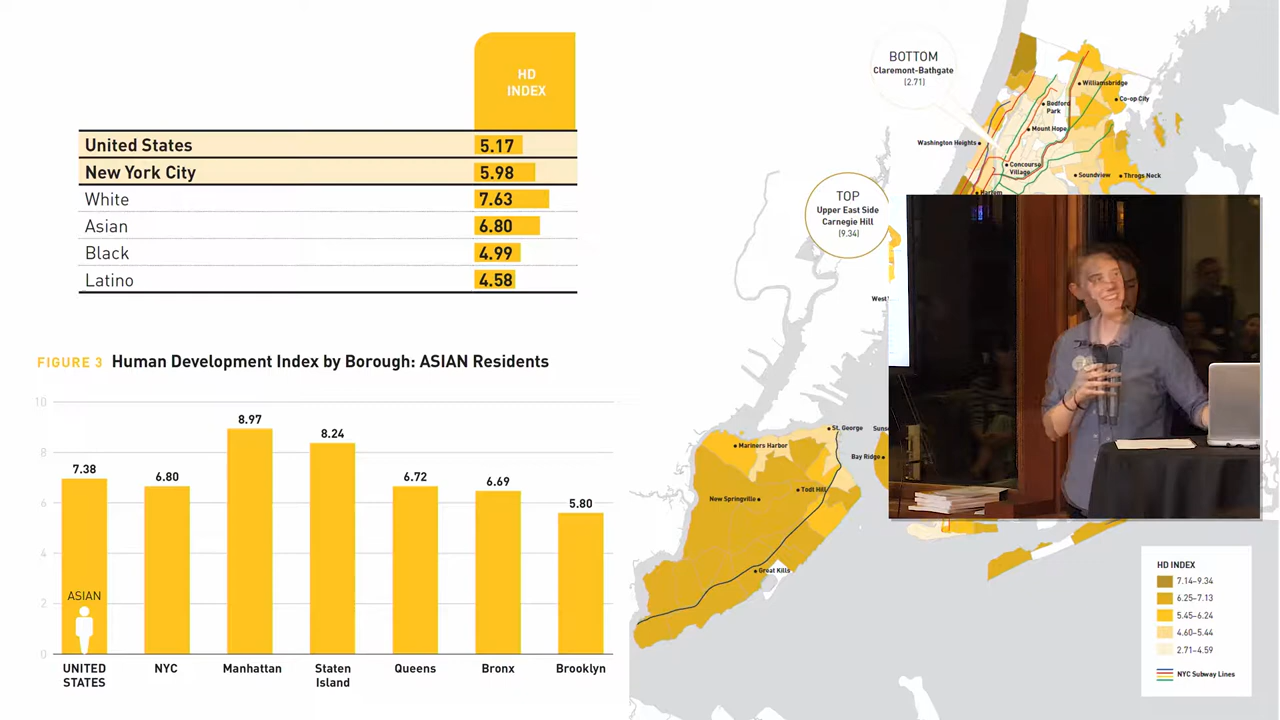 HD
INDEX
United States 5.17
New York City 5.98
White 7.63
Asian 6.80
Black 4.99
Latino 4.58
FIGURE 3 Human Development Index by Borough: ASIAN Residents
10
8
6
4
2
0
7.38
6.80
8.97
8.24
6.72
6.69
5.80
ASIAN
UNITED
STATES
NYC
Manhattan
Staten
Island
Queens
Bronx
Brooklyn
BOTTOM
Claremont-Bathgate
(2.71)
TOP
Upper East Side
Carnegie Hill
(9.34)
Williamsbridge
Co-op City
Bedford
Park
Mount Hope
Washington Heights
Concourse
Village
Soundview
Throgs Neck
Harlem
West
St. George
Suns
Mariners Harbor
Bay Ridge
Todt Hill
New Springville
Great Kills
HD INDEX
7.14–9.34
6.25–7.13
5.45–6.24
4.60–5.44
2.71–4.59
NYC Subway Lines